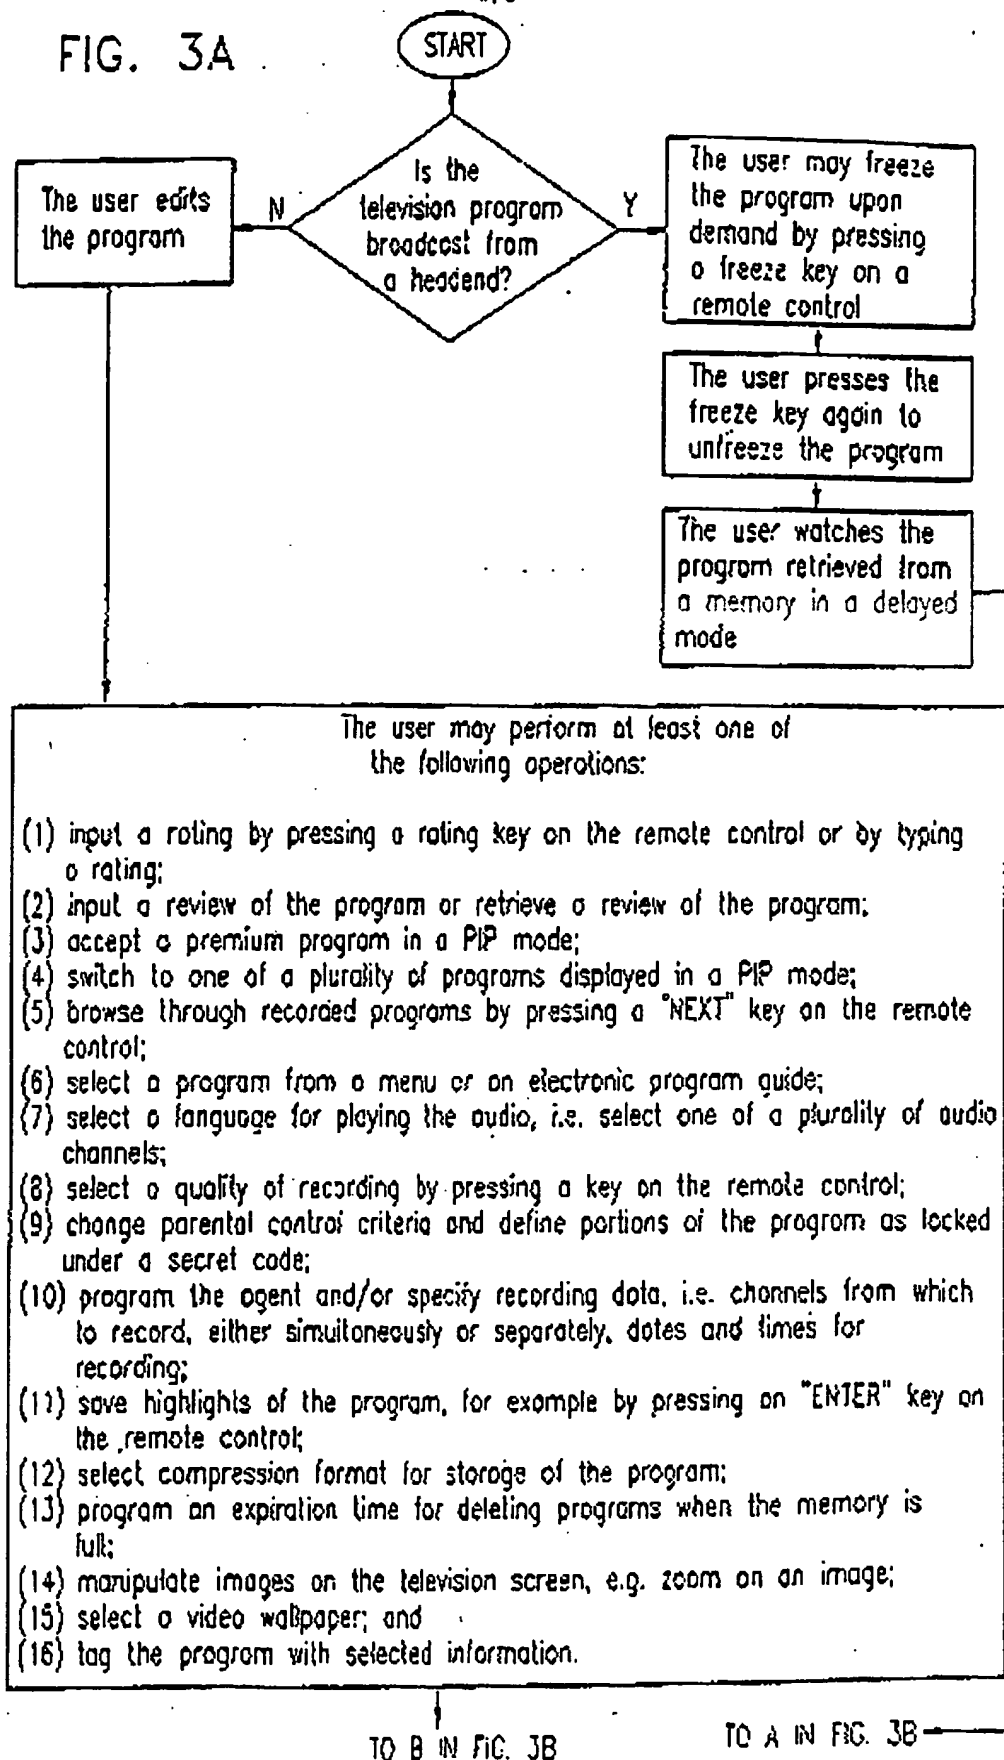 FIG. 3A
START
Is the
television program
broadcast from
a headend?
N
Y
The user edits
the program
The user may freeze
the program upon
demand by pressing
a freeze key on a
remote control
The user presses the
freeze key again to
unfreeze the program
The user watches the
program retrieved from
a memory in a delayed
mode
The user may perform at least one of
the following operations:
(1) input a rating by pressing a rating key on the remote control or by typing
a rating;
(2) input a review of the program or retrieve a review of the program;
(3) accept a premium program in a PIP mode;
(4) switch to one of a plurality of programs displayed in a PIP mode;
(5) browse through recorded programs by pressing a "NEXT" key on the remote
control;
(6) select a program from a menu or an electronic program guide;
(7) select a language for playing the audio, i.e. select one of a plurality of audio
channels;
(8) select a quality of recording by pressing a key on the remote control;
(9) change parental control criteria and define portions of the program as locked
under a secret code;
(10) program the agent and/or specify recording data, i.e. channels from which
to record, either simultaneously or separately, dates and times for
recording;
(11) save highlights of the program, for example by pressing an "ENTER" key on
the remote control;
(12) select compression format for storage of the program;
(13) program an expiration time for deleting programs when the memory is
full;
(14) manipulate images on the television screen, e.g. zoom on an image;
(15) select a video wallpaper; and
(16) tag the program with selected information.
TO B IN FIG. 3B
TO A IN FIG. 3B